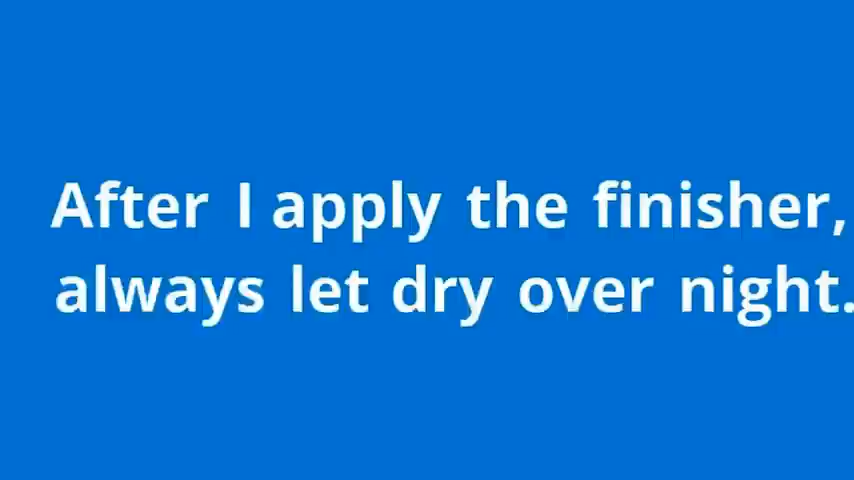 After I apply the finisher,
always let dry over night.